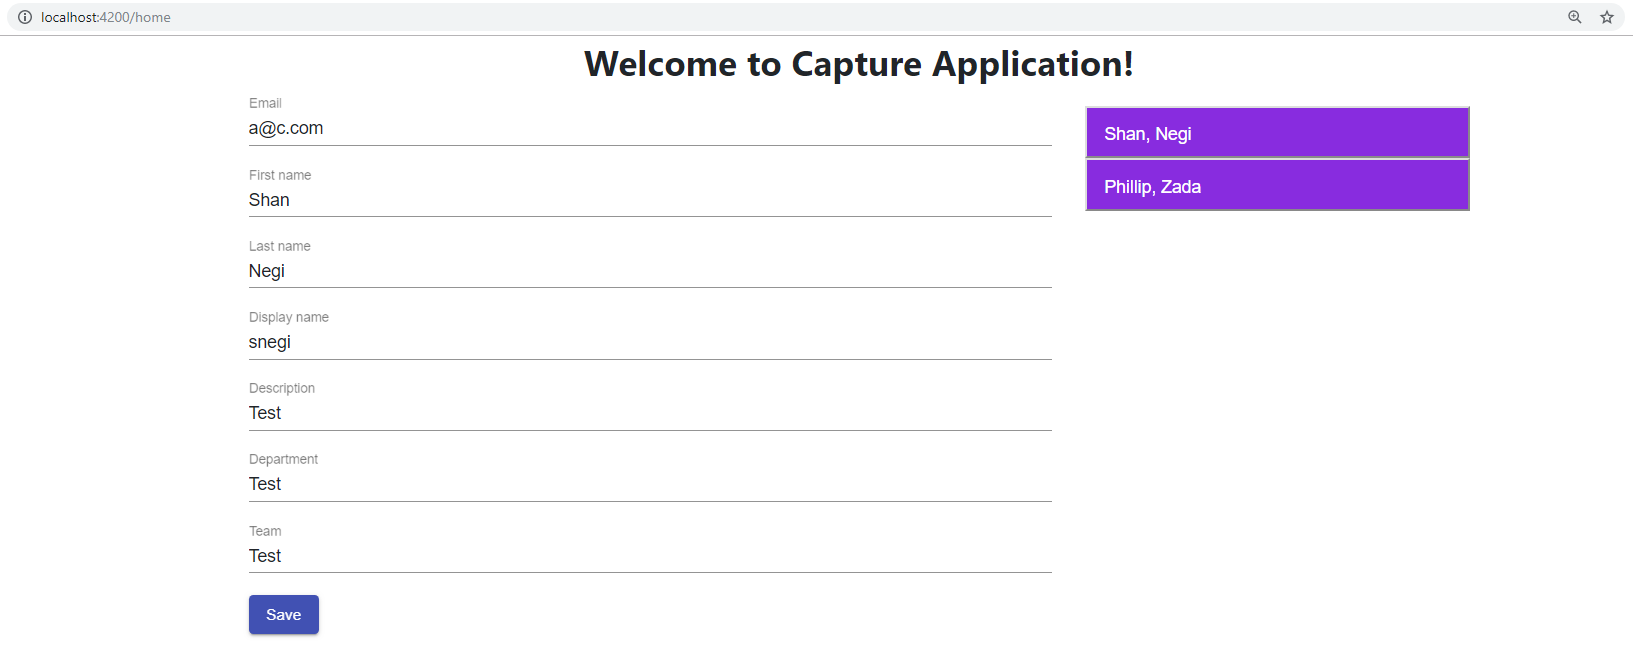 localhost:4200/home
Welcome to Capture Application!
Email
a@c.com
First name
Shan
Last name
Negi
Display name
snegi
Description
Test
Department
Test
Team
Test
Save
Shan, Negi
Phillip, Zada